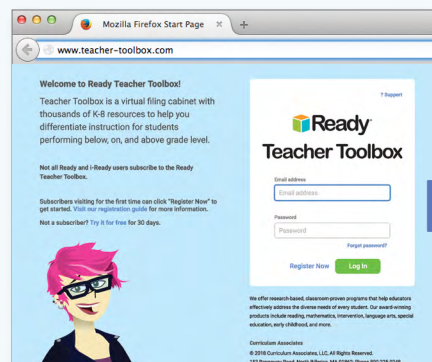 Mozilla Firefox Start Page
www.teacher-toolbox.com
Welcome to Ready Teacher Toolbox!
Teacher Toolbox is a virtual filing cabinet with
thousands of K-8 resources to help you
differentiate instruction for students
performing below, on, and above grade level.
Not all Ready and i-Ready users subscribe to the Ready
Teacher Toolbox.
Subscribers visiting for the first time can click "Register Now" to
get started. Visit our registration guide for more information.
Not a subscriber? Try it for free for 30 days.
? Support
Ready
Teacher Toolbox
Email address
Email address
Password
Password
Forgot password?
Register Now
Log In
We offer research-based, classroom-proven programs that help educators
effectively address the diverse needs of every student. Our award-winning
products include reading, mathematics, intervention, language arts, special
education, early childhood, and more.
Curriculum Associates
© 2018 Curriculum Associates, LLC, All Rights Reserved.